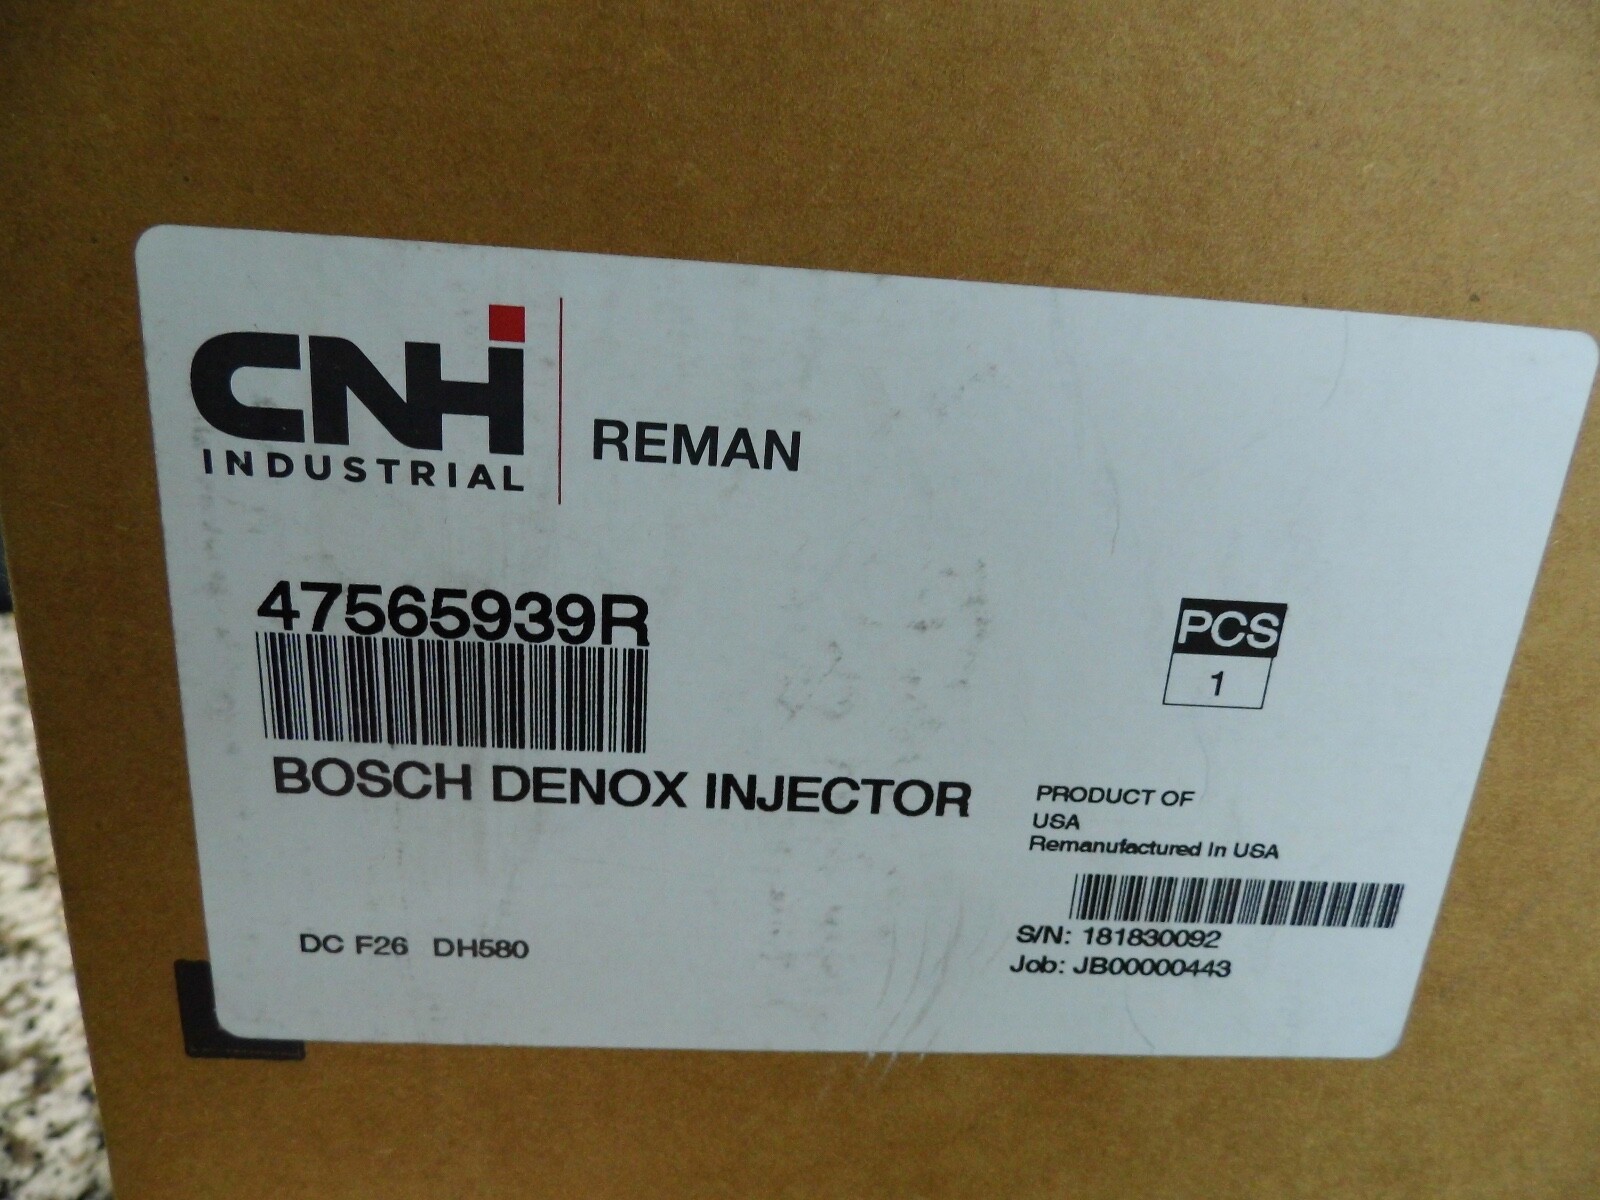 CNH
INDUSTRIAL
REMAN
47565939R
PCS
1
BOSCH DENOX INJECTOR
PRODUCT OF
USA
Remanufactured In USA
S/N: 181830092
Job: JB00000443
DC F26 DH580